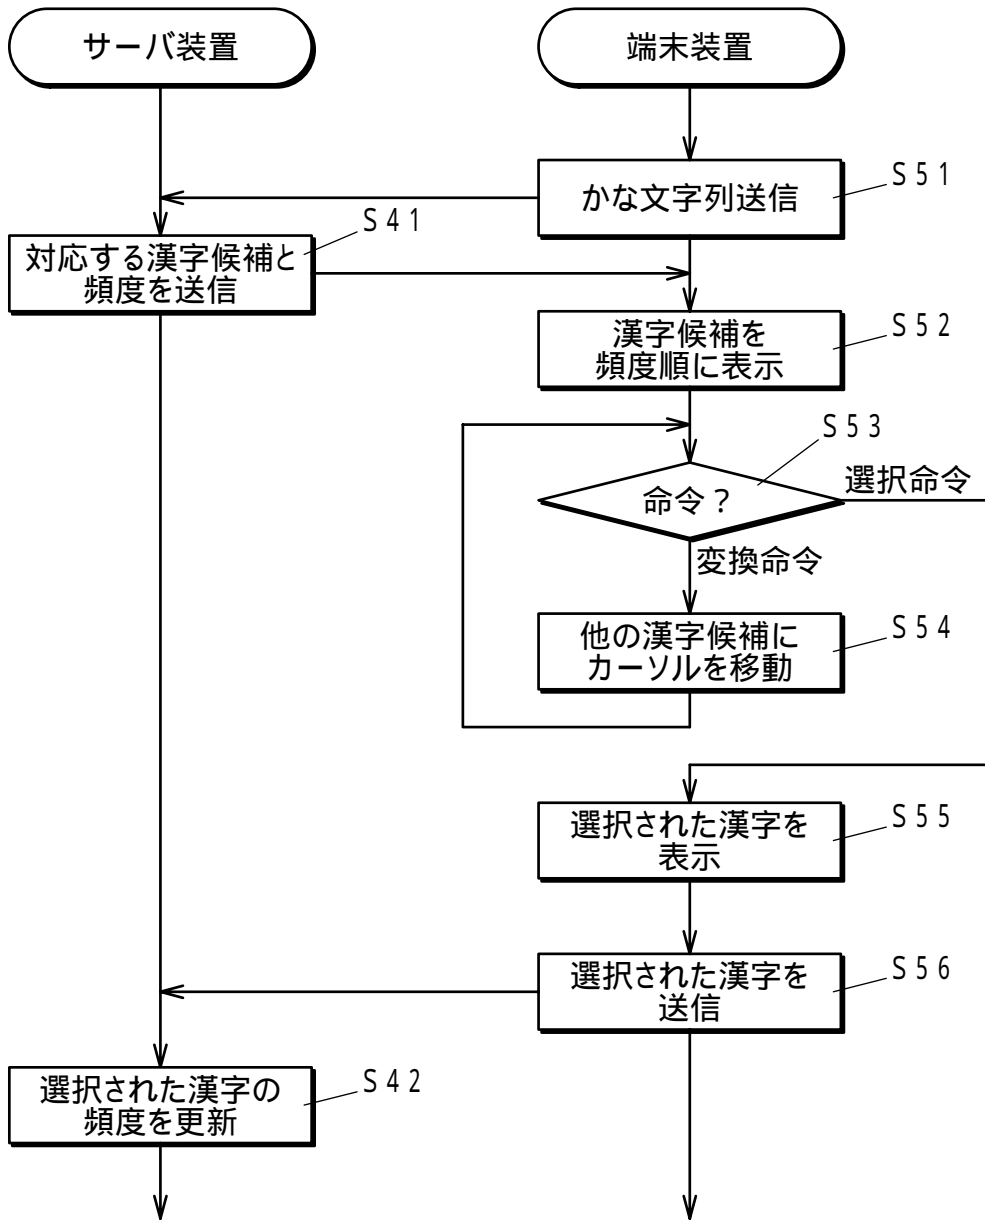 サーバ装置
端末装置
かな文字列送信
S51
S41
対応する漢字候補と
頻度を送信
漢字候補を
頻度順に表示
S52
S53
命令？
選択命令
変換命令
他の漢字候補に
カーソルを移動
S54
選択された漢字を
表示
S55
選択された漢字を
送信
S56
選択された漢字の
頻度を更新
S42